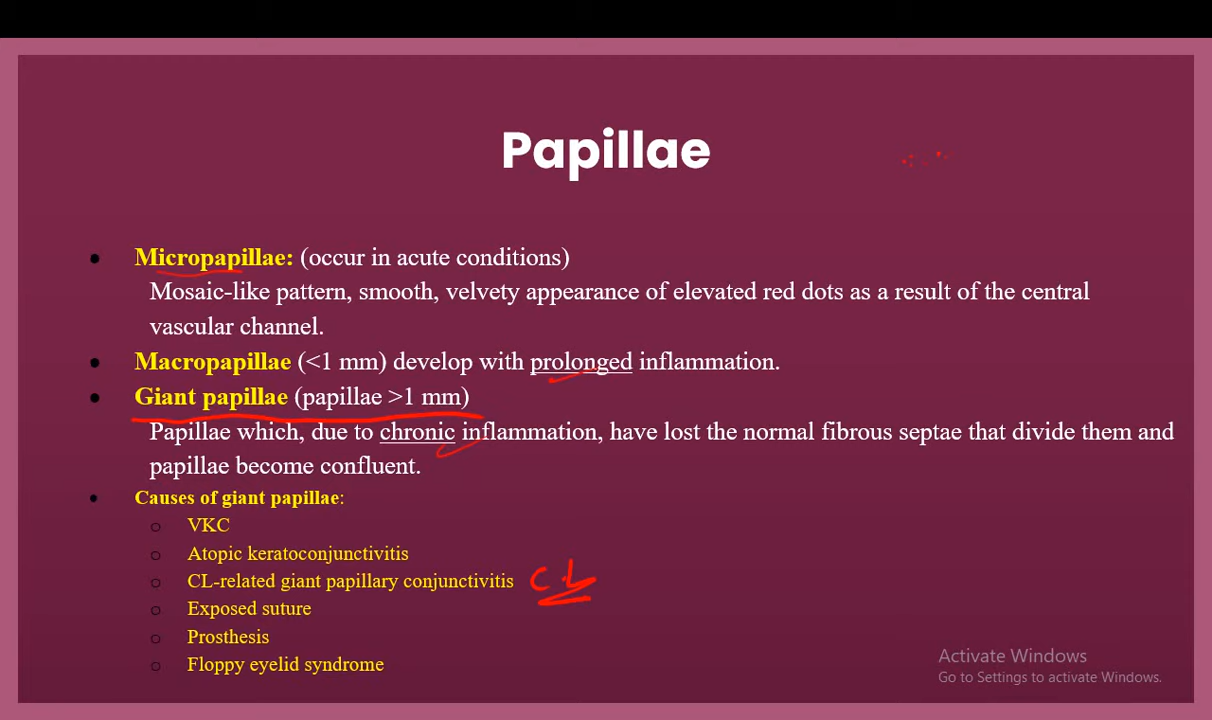 Papillae
● Micropapillae: (occur in acute conditions)
Mosaic-like pattern, smooth, velvety appearance of elevated red dots as a result of the central
vascular channel.
● Macropapillae (<1 mm) develop with prolonged inflammation.
● Giant papillae (papillae >1 mm)
Papillae which, due to chronic inflammation, have lost the normal fibrous septae that divide them and
papillae become confluent.
● Causes of giant papillae:
○ VKC
○ Atopic keratoconjunctivitis
○ CL-related giant papillary conjunctivitis CL
○ Exposed suture
○ Prosthesis
○ Floppy eyelid syndrome
Activate Windows
Go to Settings to activate Windows.